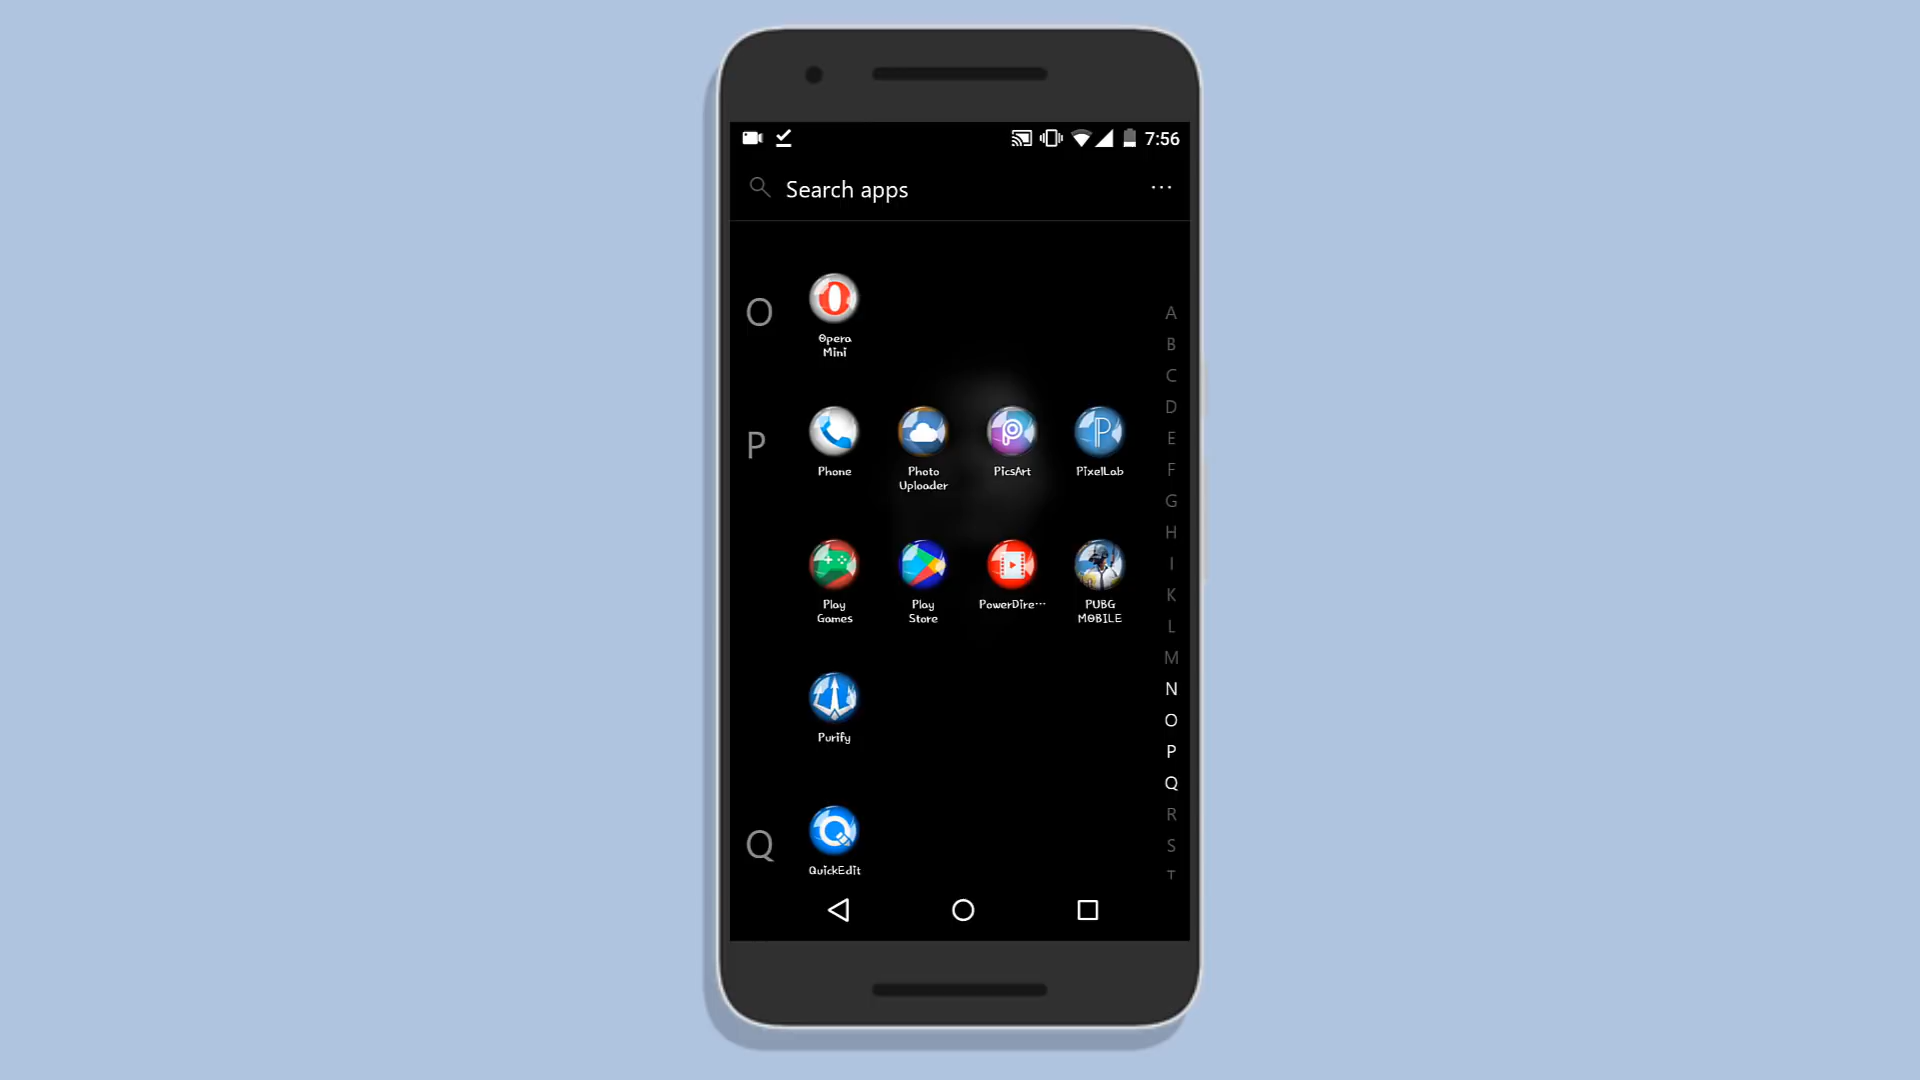 7:56
Search apps
...
O
Opera
Mini
P
Phone
Photo
Uploader
PicsArt
PixelLab
Play
Games
Play
Store
PowerDire...
PUBG
MOBILE
Purify
Q
QuickEdit
A
B
C
D
E
F
G
H
I
K
L
M
N
O
P
Q
R
S
T